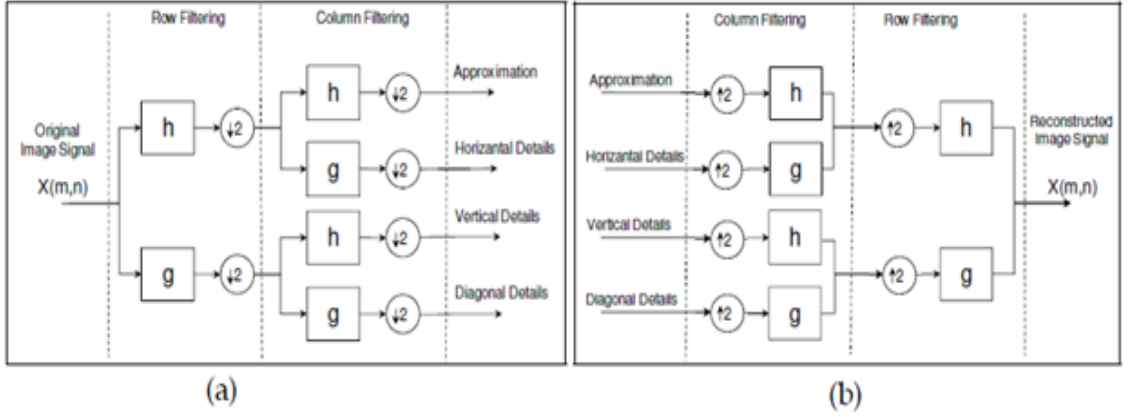 Row Filtering
Column Filtering
Original
Image Signal
X(m,n)
h
↓2
g
↓2
h
↓2
Approximation
g
↓2
Horizantal Details
h
↓2
Vertical Details
g
↓2
Diagonal Details
(a)
Column Filtering
Row Filtering
Approximation
↑2
h
Horizantal Details
↑2
g
Vertical Details
↑2
h
Diagonal Details
↑2
g
↑2
h
↑2
g
Reconstructed
Image Signal
X(m,n)
(b)